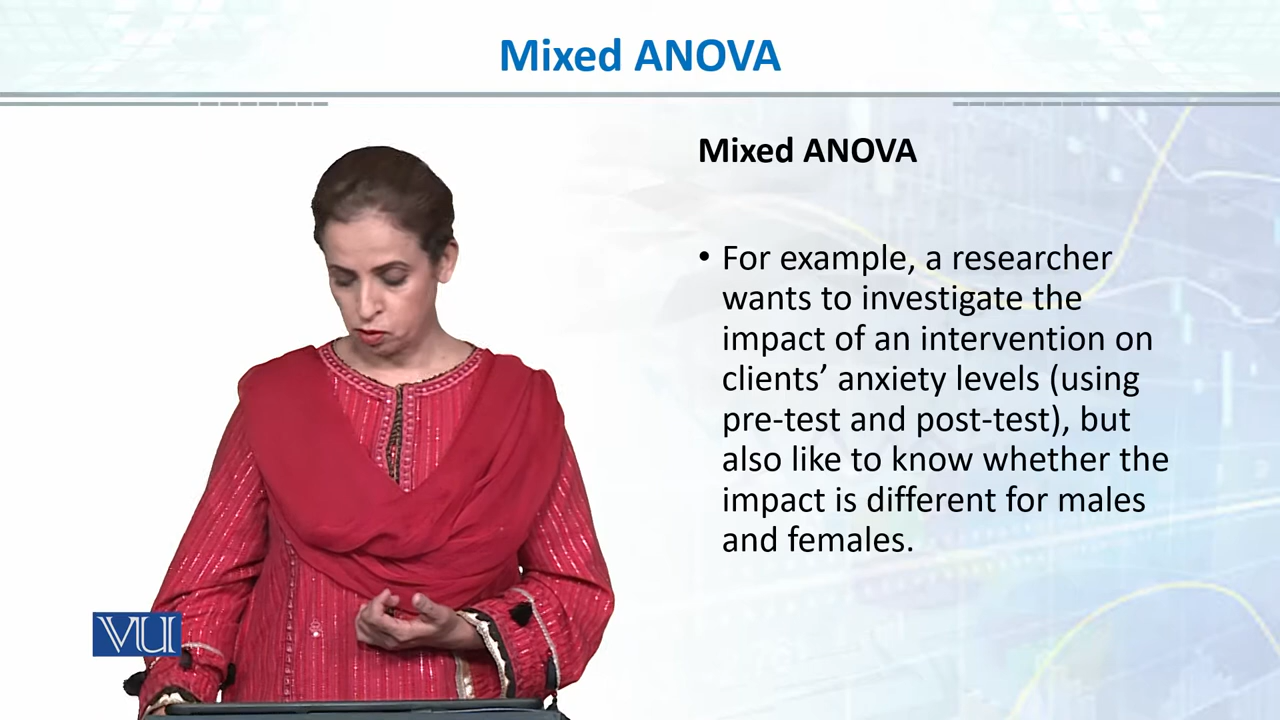 Mixed ANOVA
Mixed ANOVA
• For example, a researcher
wants to investigate the
impact of an intervention on
clients’ anxiety levels (using
pre-test and post-test), but
also like to know whether the
impact is different for males
and females.
VU